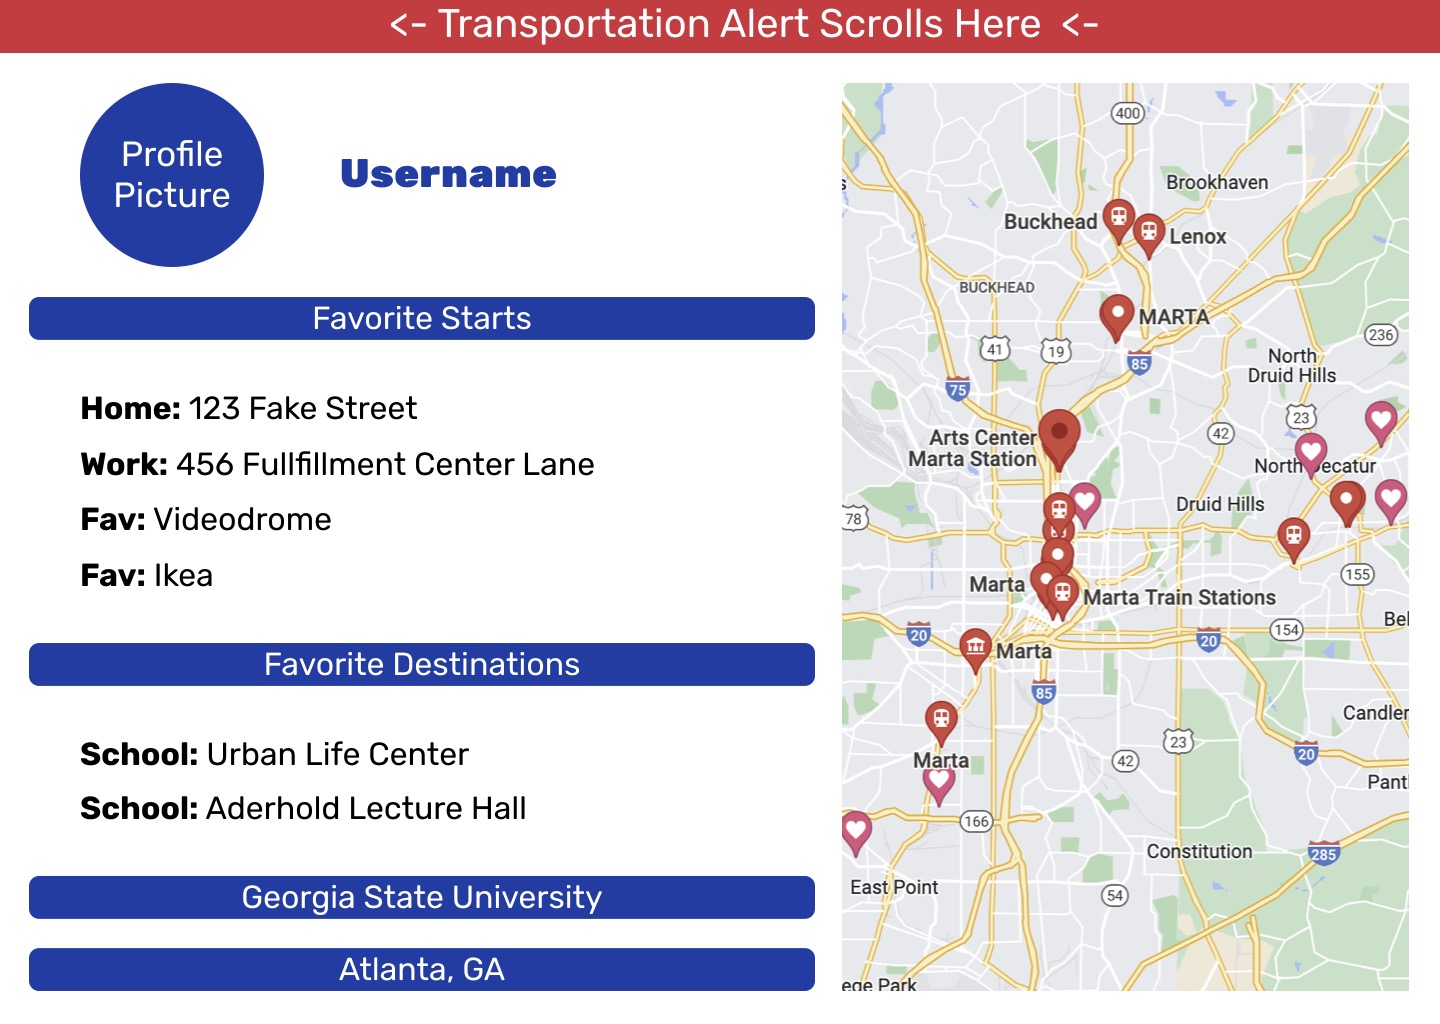 <- Transportation Alert Scrolls Here <-
Profile
Picture
Username
Favorite Starts
Home: 123 Fake Street
Work: 456 Fullfillment Center Lane
Fav: Videodrome
Fav: Ikea
Favorite Destinations
School: Urban Life Center
School: Aderhold Lecture Hall
Georgia State University
Atlanta, GA
400
Brookhaven
s
Buckhead
Lenox
BUCKHEAD
MARTA
41
19
85
236
North
Druid Hills
75
23
42
Arts Center
Marta Station
North Decatur
Druid Hills
78
155
Marta
Marta Train Stations
Bel
20
20
154
Marta
85
Candler
23
42
20
Marta
Pant
166
Constitution
285
East Point
54
ege Park